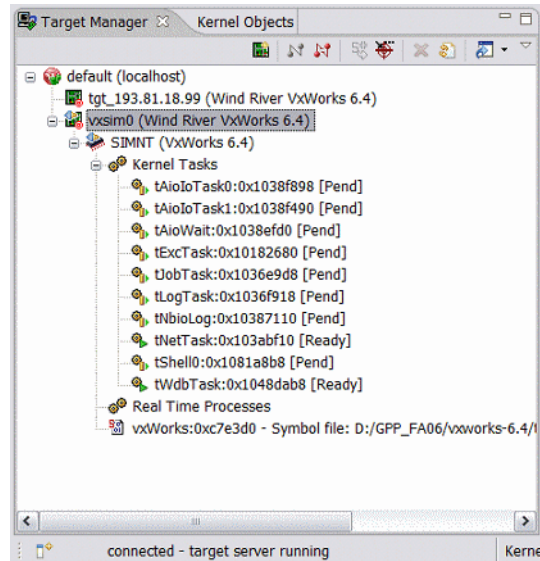 Target Manager
Kernel Objects
default (localhost)
tgt_193.81.18.99 (Wind River VxWorks 6.4)
vxsim0 (Wind River VxWorks 6.4)
SIMNT (VxWorks 6.4)
Kernel Tasks
tAioIoTask0:0x1038f898 [Pend]
tAioIoTask1:0x1038f490 [Pend]
tAioWait:0x1038efd0 [Pend]
tExcTask:0x10182680 [Pend]
tJobTask:0x1036e9d8 [Pend]
tLogTask:0x1036f918 [Pend]
tNbioLog:0x10387110 [Pend]
tNetTask:0x103abf10 [Ready]
tShell0:0x1081a8b8 [Pend]
tWdbTask:0x1048dab8 [Ready]
Real Time Processes
vxWorks:0xc7e3d0 - Symbol file: D:/GPP_FA06/vxworks-6.4/
connected - target server running
Kerne